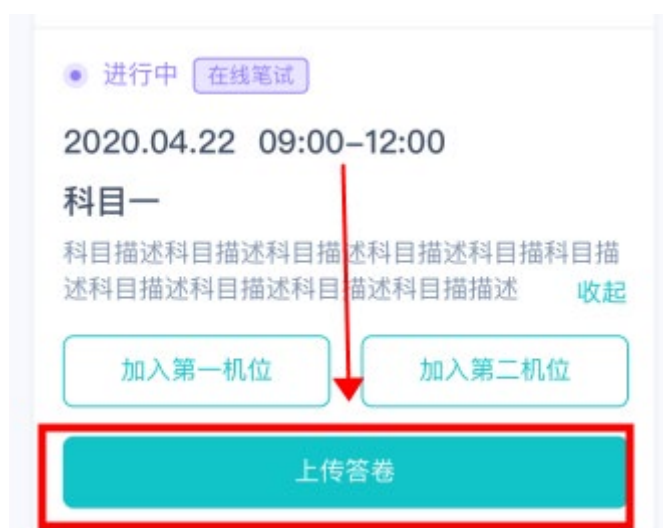 进行中 在线笔试
2020.04.22 09:00–12:00
科目一
科目描述科目描述科目描述科目描述科目描科目描
述科目描述科目描述科目描述科目描描述 收起
加入第一机位 加入第二机位
上传答卷